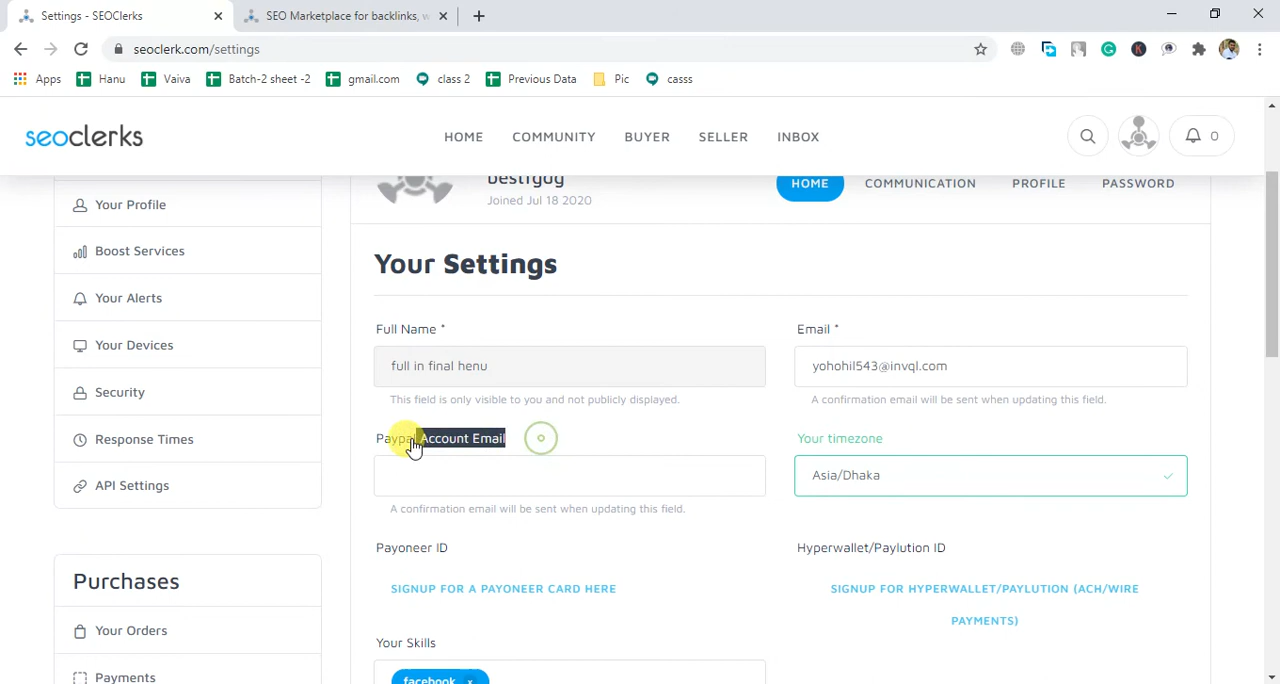 Settings - SEOClerks
SEO Marketplace for backlinks, w
seoclerk.com/settings
Apps Hanu Vaiva Batch-2 sheet -2 gmail.com class 2 Previous Data Pic casss
seoclerks HOME COMMUNITY BUYER SELLER INBOX 0
Your Profile
Boost Services
Your Alerts
Your Devices
Security
Response Times
API Settings
Purchases
Your Orders
Payments
Joined Jul 18 2020
HOME COMMUNICATION PROFILE PASSWORD
Your Settings
Full Name *
full in final henu
This field is only visible to you and not publicly displayed.
Email *
yohohil543@invql.com
A confirmation email will be sent when updating this field.
Paypal Account Email
A confirmation email will be sent when updating this field.
Your timezone
Asia/Dhaka
Payoneer ID
SIGNUP FOR A PAYONEER CARD HERE
Hyperwallet/Paylution ID
SIGNUP FOR HYPERWALLET/PAYLUTION (ACH/WIRE
PAYMENTS)
Your Skills
facebook x